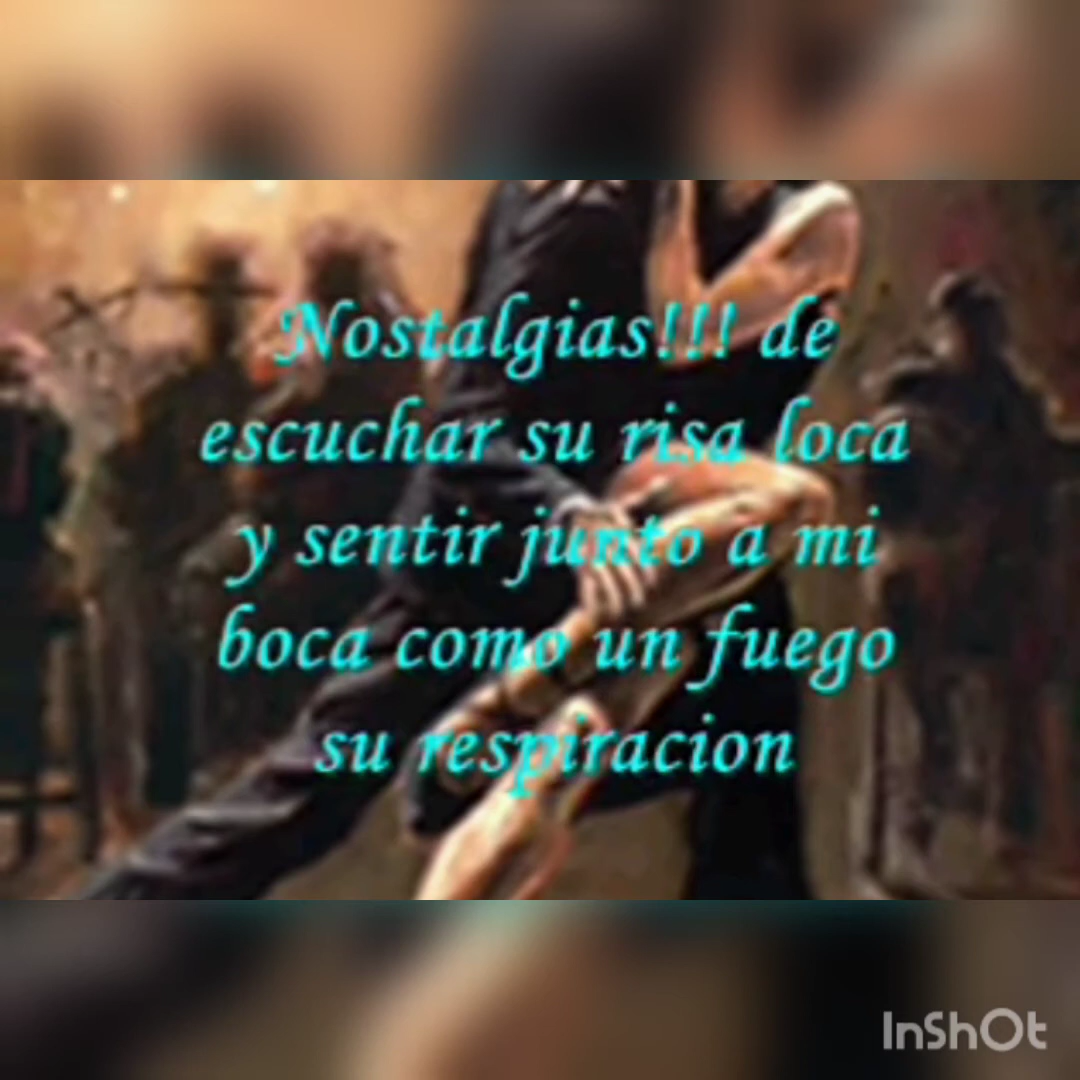 Nostalgias!!! de
escuchar su risa loca
y sentir junto a mi
boca como un fuego
su respiracion
InShOt